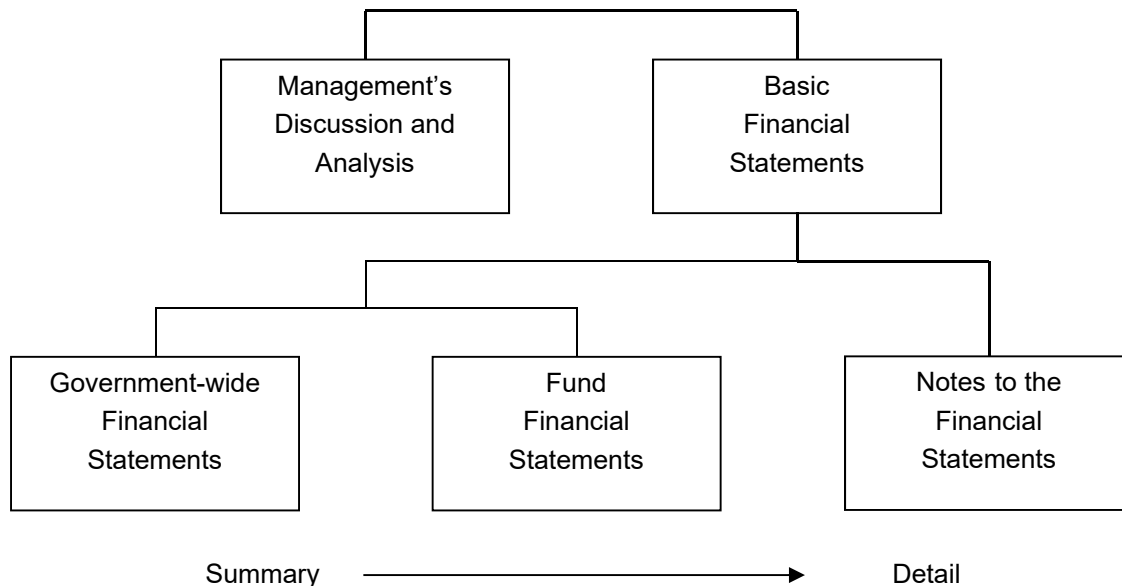 Management’s
Discussion and
Analysis
Basic
Financial
Statements
Government-wide
Financial
Statements
Fund
Financial
Statements
Notes to the
Financial
Statements
Summary
Detail